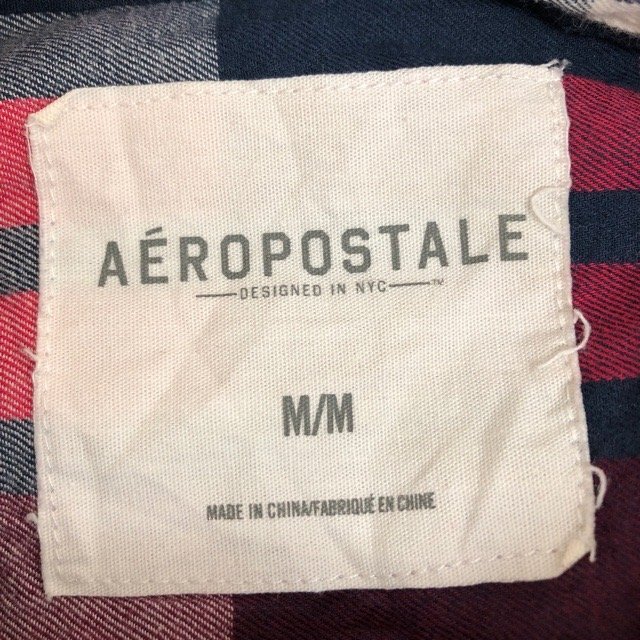 AÉROPOSTALE
DESIGNED IN NYC™
M/M
MADE IN CHINA/FABRIQUÉ EN CHINE